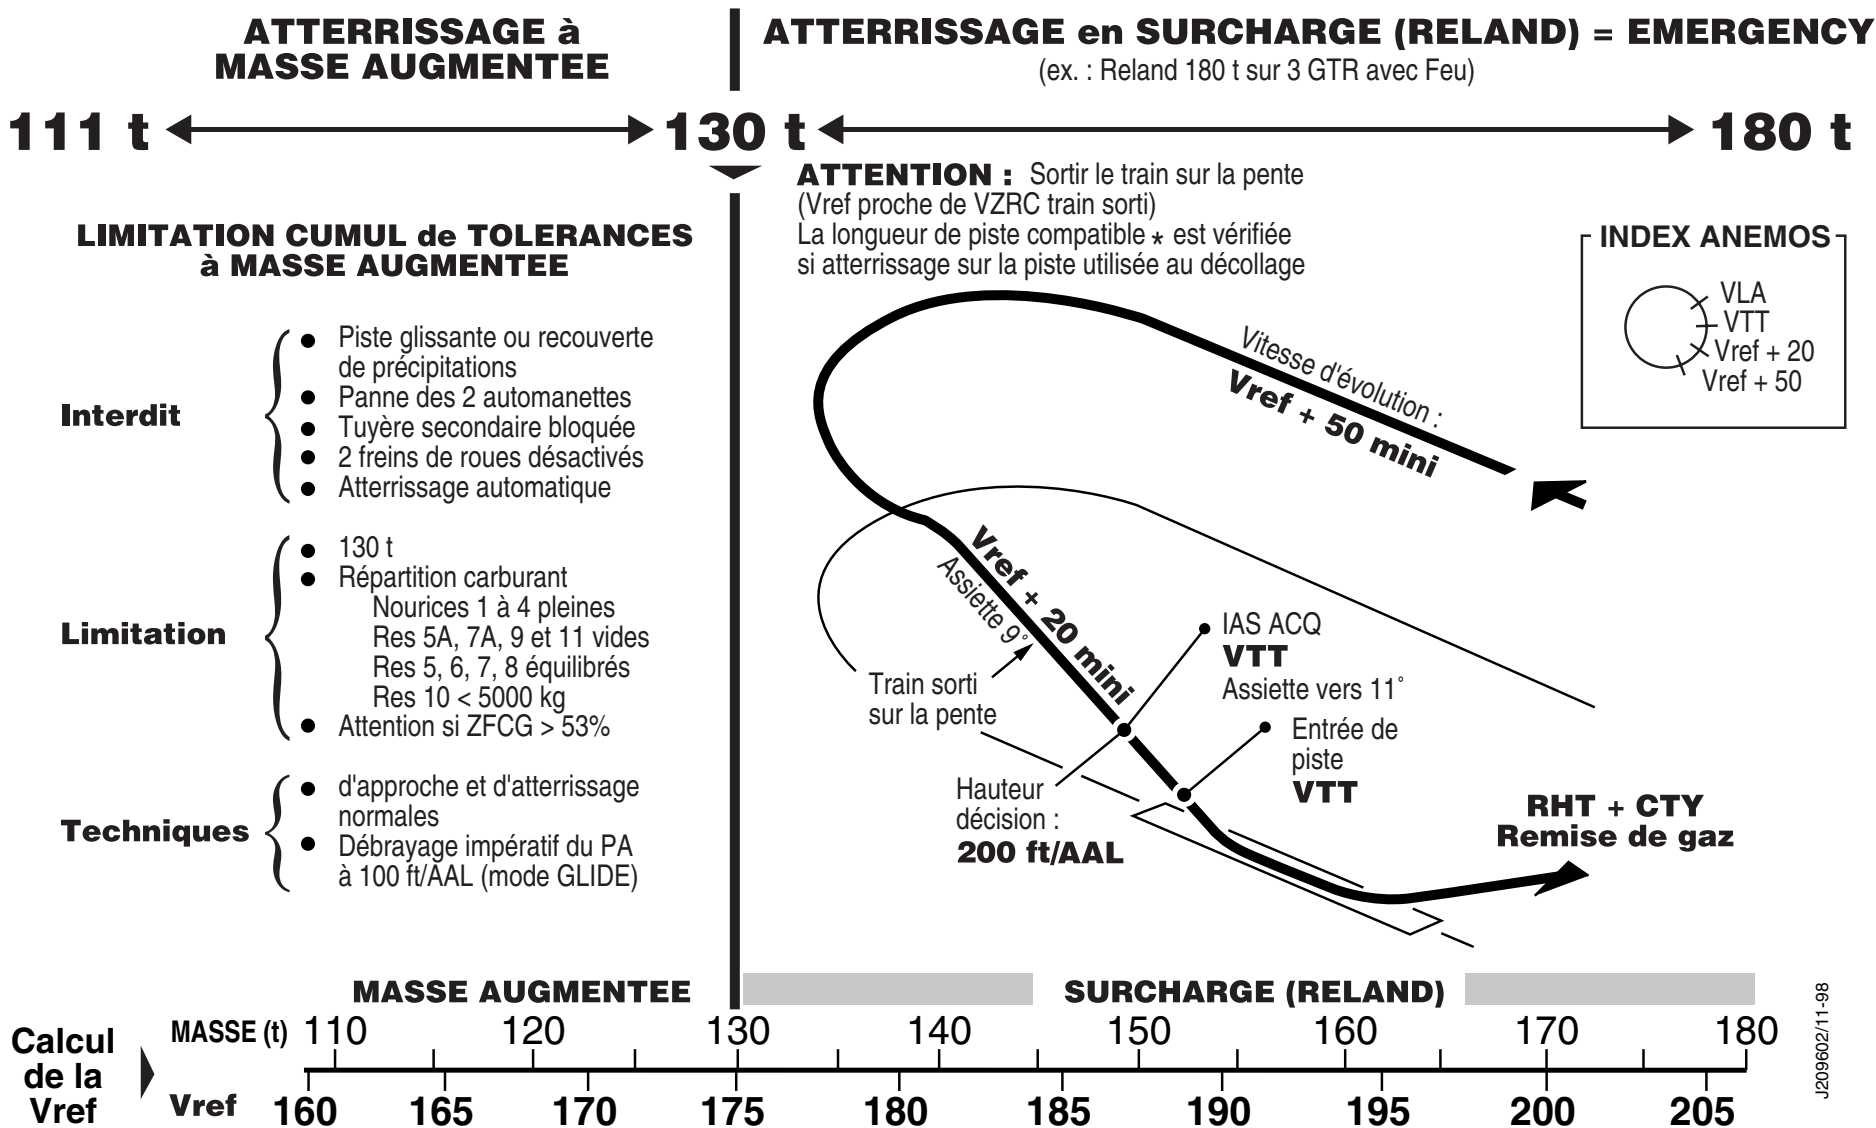 ATTERRISSAGE à
MASSE AUGMENTEE
ATTERRISSAGE en SURCHARGE (RELAND) = EMERGENCY
(ex. : Reland 180 t sur 3 GTR avec Feu)
111 t
130 t
180 t
LIMITATION CUMUL de TOLERANCES
à MASSE AUGMENTEE
Interdit
● Piste glissante ou recouverte
de précipitations
● Panne des 2 automanettes
● Tuyère secondaire bloquée
● 2 freins de roues désactivés
● Atterrissage automatique
Limitation
● 130 t
● Répartition carburant
Nourices 1 à 4 pleines
Res 5A, 7A, 9 et 11 vides
Res 5, 6, 7, 8 équilibrés
Res 10 < 5000 kg
● Attention si ZFCG > 53%
Techniques
● d'approche et d'atterrissage
normales
● Débrayage impératif du PA
à 100 ft/AAL (mode GLIDE)
ATTENTION : Sortir le train sur la pente
(Vref proche de VZRC train sorti)
La longueur de piste compatible * est vérifiée
si atterrissage sur la piste utilisée au décollage
INDEX ANEMOS
VLA
VTT
Vref + 20
Vref + 50
Vitesse d'évolution :
Vref + 50 mini
Vref + 20 mini
Assiette 9°
Train sorti
sur la pente
IAS ACQ
VTT
Assiette vers 11°
Entrée de
piste
VTT
Hauteur
décision :
200 ft/AAL
RHT + CTY
Remise de gaz
MASSE AUGMENTEE
SURCHARGE (RELAND)
Calcul
de la
Vref
MASSE (t) 110 120 130 140 150 160 170 180
Vref 160 165 170 175 180 185 190 195 200 205
J209602/11-98